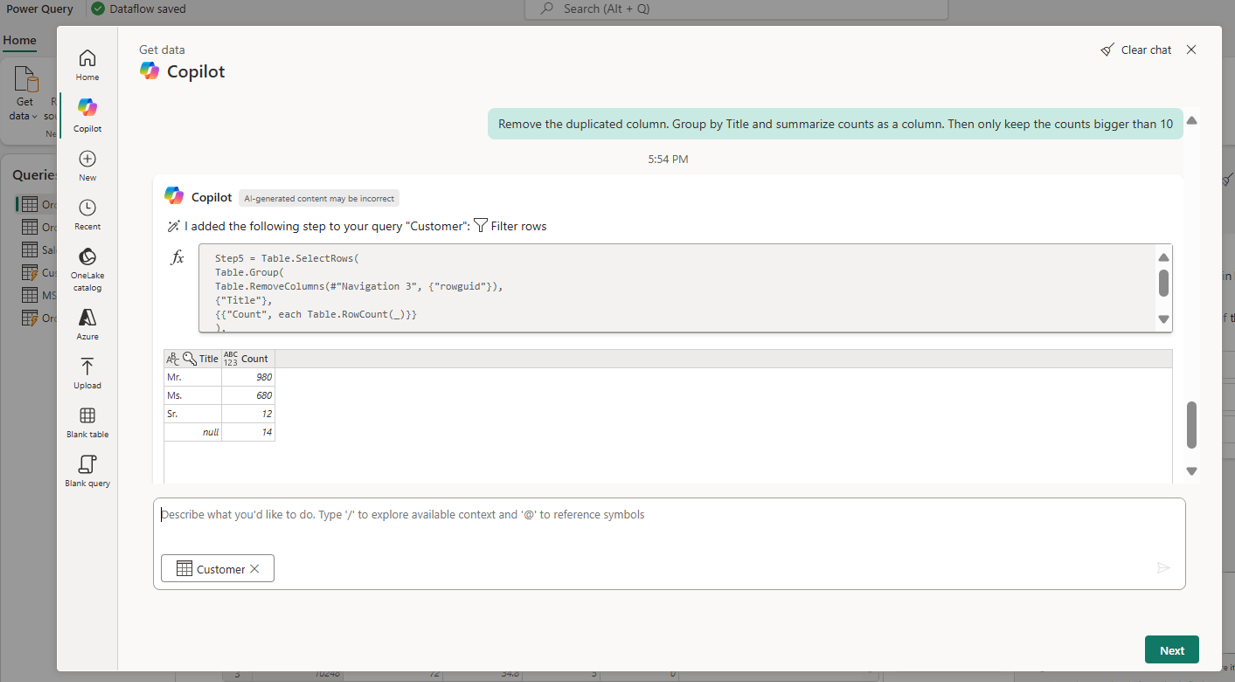 Power Query
Dataflow saved
Search (Alt + Q)
Home
Get
data
Get data
Copilot
Clear chat
Home
Copilot
New
Recent
OneLake
catalog
Azure
Upload
Blank table
Blank query
Remove the duplicated column. Group by Title and summarize counts as a column. Then only keep the counts bigger than 10
5:54 PM
Copilot AI-generated content may be incorrect
I added the following step to your query "Customer": Filter rows
fx
Step5 = Table.SelectRows(
Table.Group(
Table.RemoveColumns(#"Navigation 3", {"rowguid"}),
{"Title"},
{{"Count", each Table.RowCount(_)}}
),
Title ABC 123 Count
Mr. 980
Ms. 680
Sr. 12
null 14
Describe what you'd like to do. Type '/' to explore available context and '@' to reference symbols
Customer
Next